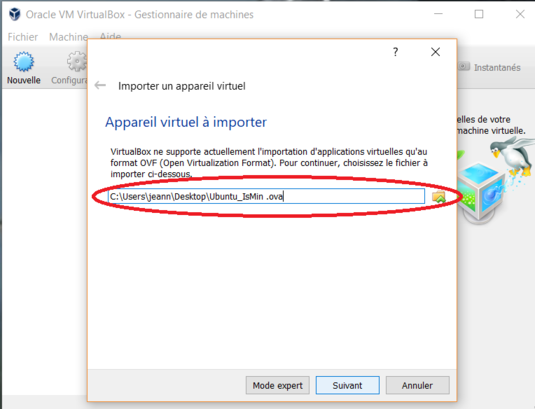 Oracle VM VirtualBox - Gestionnaire de machines
Fichier Machine Aide
Nouvelle
Configura
Instantanés
Importer un appareil virtuel
Appareil virtuel à importer
VirtualBox ne supporte actuellement l'importation d'applications virtuelles qu'au
format OVF (Open Virtualization Format). Pour continuer, choisissez le fichier à
importer ci-dessous.
C:\Users\jeann\Desktop\Ubuntu_IsMin .ova
elles de votre
machine virtuelle.
Mode expert
Suivant
Annuler